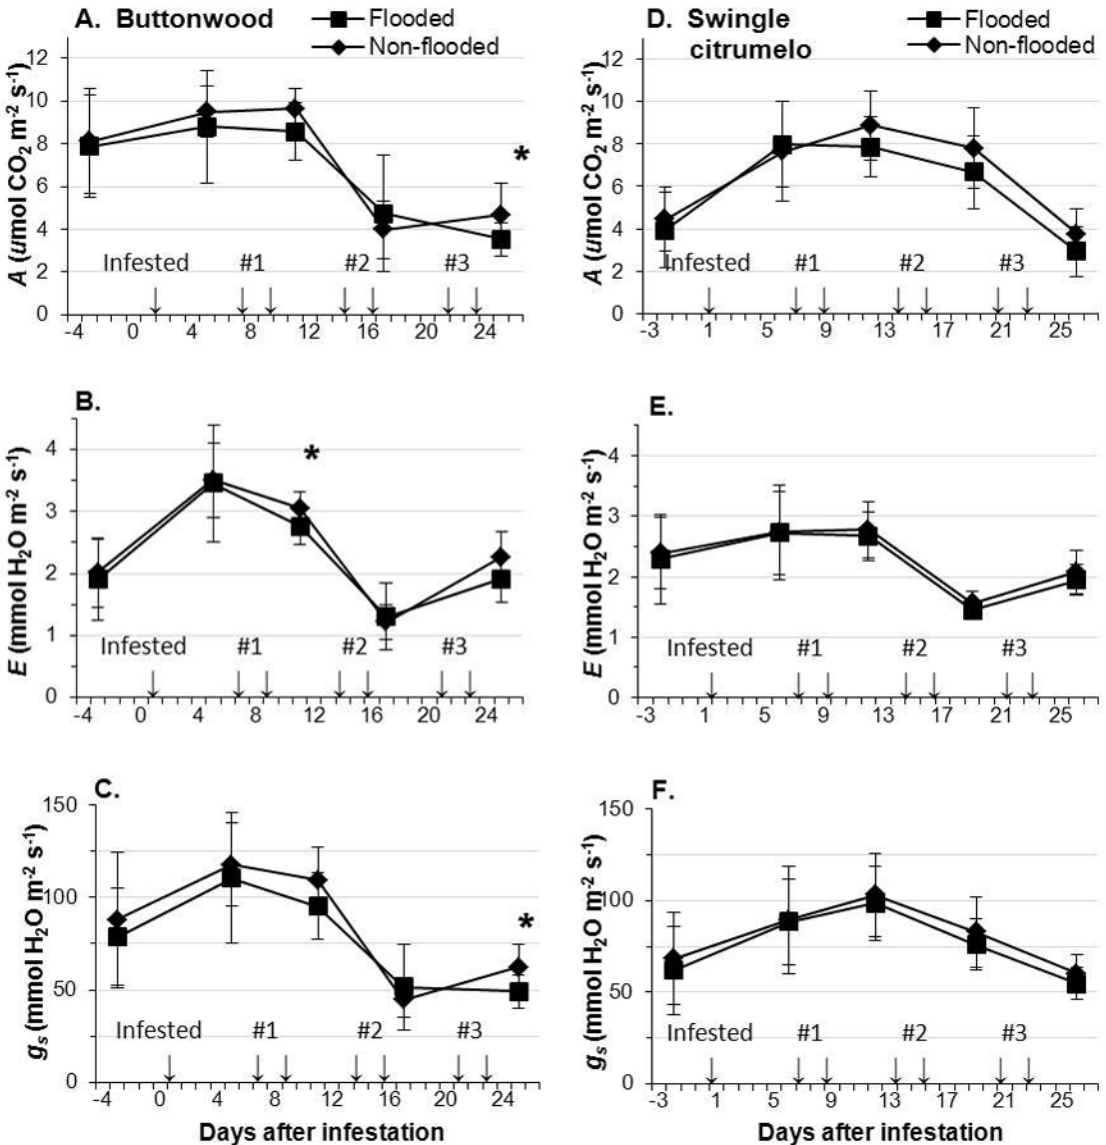 A. Buttonwood
Flooded
Non-flooded
A (umol CO2 m-2 s-1)
12
10
8
6
4
2
0
*
Infested #1 #2 #3
-4 0 4 8 12 16 20 24
D. Swingle
citrumelo
Flooded
Non-flooded
A (umol CO2 m-2 s-1)
12
10
8
6
4
2
0
Infested #1 #2 #3
-3 1 5 9 13 17 21 25
B.
E (mmol H2O m-2 s-1)
4
3
2
1
0
*
Infested #1 #2 #3
-4 0 4 8 12 16 20 24
E.
E (mmol H2O m-2 s-1)
4
3
2
1
0
Infested #1 #2 #3
-3 1 5 9 13 17 21 25
C.
gs (mmol H2O m-2 s-1)
150
100
50
0
*
Infested #1 #2 #3
-4 0 4 8 12 16 20 24
Days after infestation
F.
gs (mmol H2O m-2 s-1)
150
100
50
0
Infested #1 #2 #3
-3 1 5 9 13 17 21 25
Days after infestation